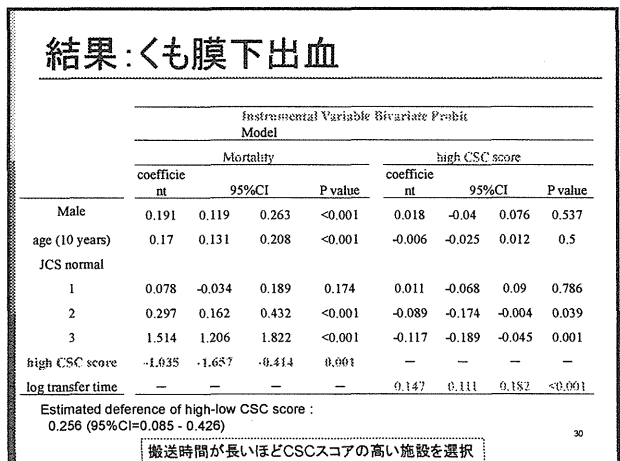 結果:くも膜下出血
Instrumental Variable Bivariate Probit
Model
Mortality high CSC score
coefficie
nt 95%CI P value coefficie
nt 95%CI P value
Male 0.191 0.119 0.263 <0.001 0.018 -0.04 0.076 0.537
age (10 years) 0.17 0.131 0.208 <0.001 -0.006 -0.025 0.012 0.5
JCS normal
1 0.078 -0.034 0.189 0.174 0.011 -0.068 0.09 0.786
2 0.297 0.162 0.432 <0.001 -0.089 -0.174 -0.004 0.039
3 1.514 1.206 1.822 <0.001 -0.117 -0.189 -0.045 0.001
high CSC score -1.035 -1.657 -0.414 0.001 — — — —
log transfer time — — — — 0.147 0.111 0.182 <0.001
Estimated deference of high-low CSC score :
0.256 (95%CI=0.085 - 0.426)
30
搬送時間が長いほどCSCスコアの高い施設を選択